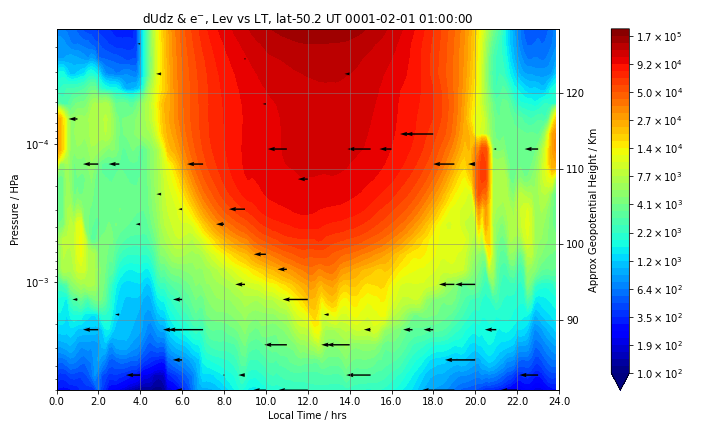 dUdz & e⁻, Lev vs LT, lat-50.2 UT 0001-02-01 01:00:00
Pressure / HPa
10⁻⁴
10⁻³
0.0 2.0 4.0 6.0 8.0 10.0 12.0 14.0 16.0 18.0 20.0 22.0 24.0
Local Time / hrs
120
110
100
90
Approx Geopotential Height / Km
1.7 × 10⁵
9.2 × 10⁴
5.0 × 10⁴
2.7 × 10⁴
1.4 × 10⁴
7.7 × 10³
4.1 × 10³
2.2 × 10³
1.2 × 10³
6.4 × 10²
3.5 × 10²
1.9 × 10²
1.0 × 10²